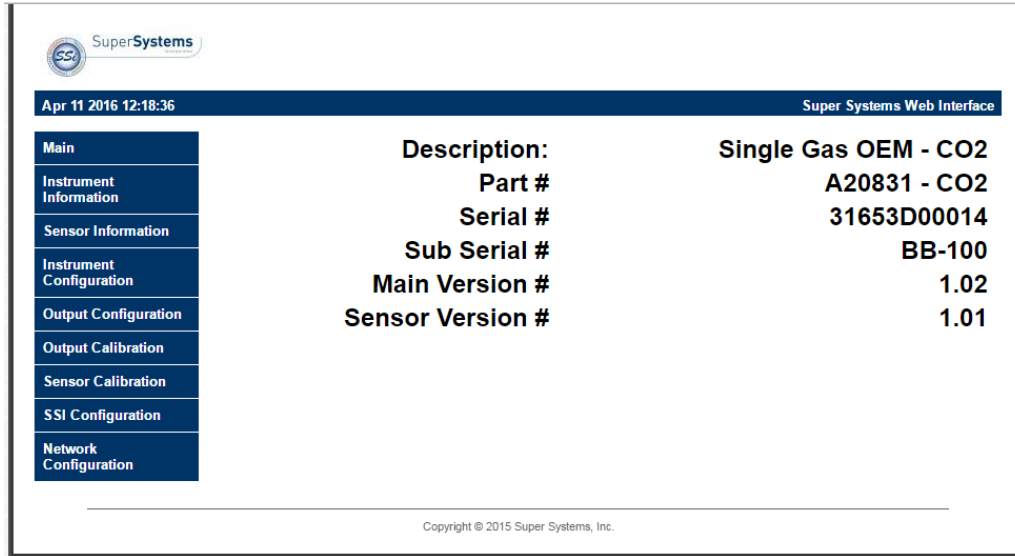 SSi
SuperSystems
Apr 11 2016 12:18:36 Super Systems Web Interface
Main
Instrument
Information
Sensor Information
Instrument
Configuration
Output Configuration
Output Calibration
Sensor Calibration
SSI Configuration
Network
Configuration
Description: Single Gas OEM - CO2
Part # A20831 - CO2
Serial # 31653D00014
Sub Serial # BB-100
Main Version # 1.02
Sensor Version # 1.01
Copyright © 2015 Super Systems, Inc.